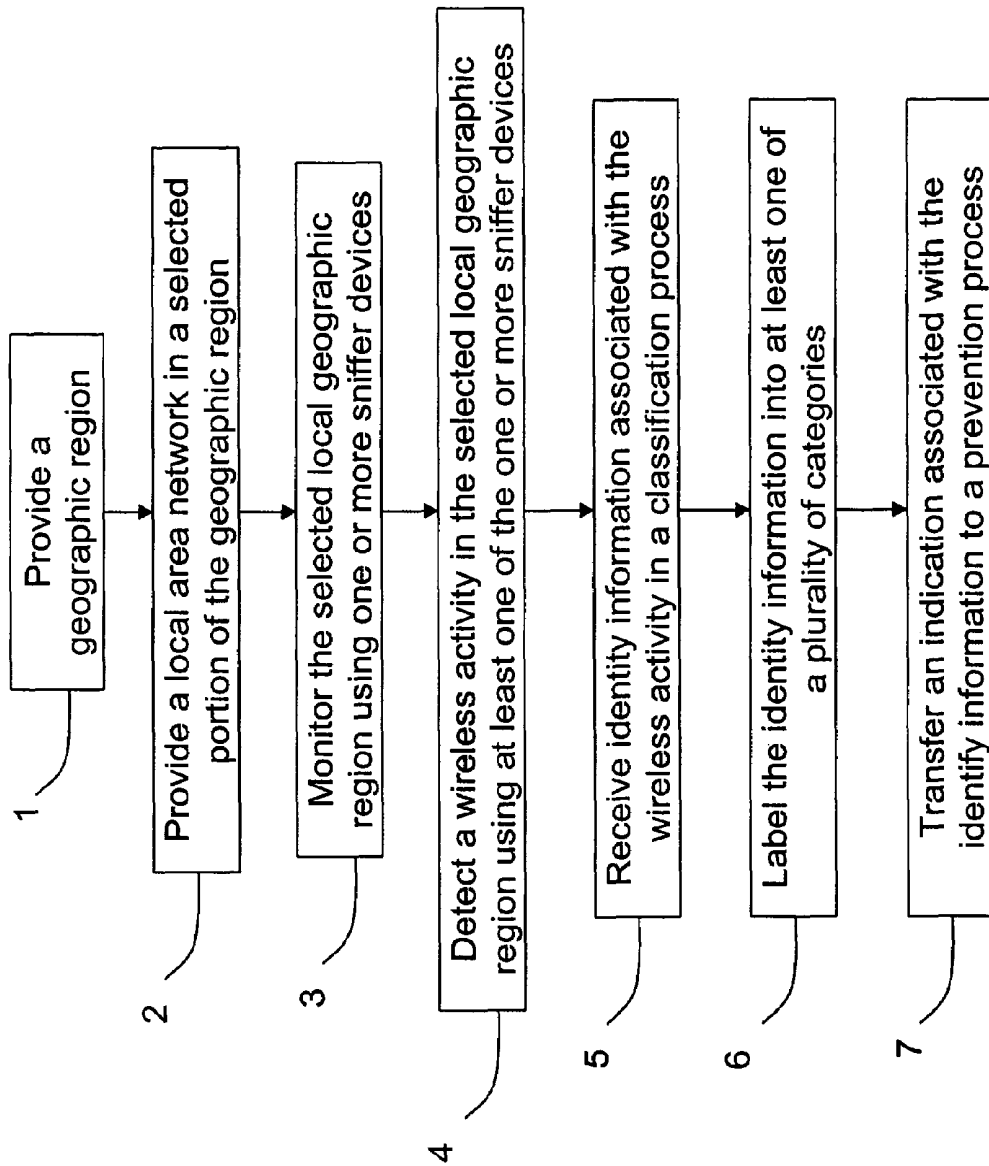 1
Provide a
geographic region
2
Provide a local area network in a selected
portion of the geographic region
3
Monitor the selected local geographic
region using one or more sniffer devices
4
Detect a wireless activity in the selected local geographic
region using at least one of the one or more sniffer devices
5
Receive identity information associated with the
wireless activity in a classification process
6
Label the identity information into at least one of
a plurality of categories
7
Transfer an indication associated with the
identify information to a prevention process